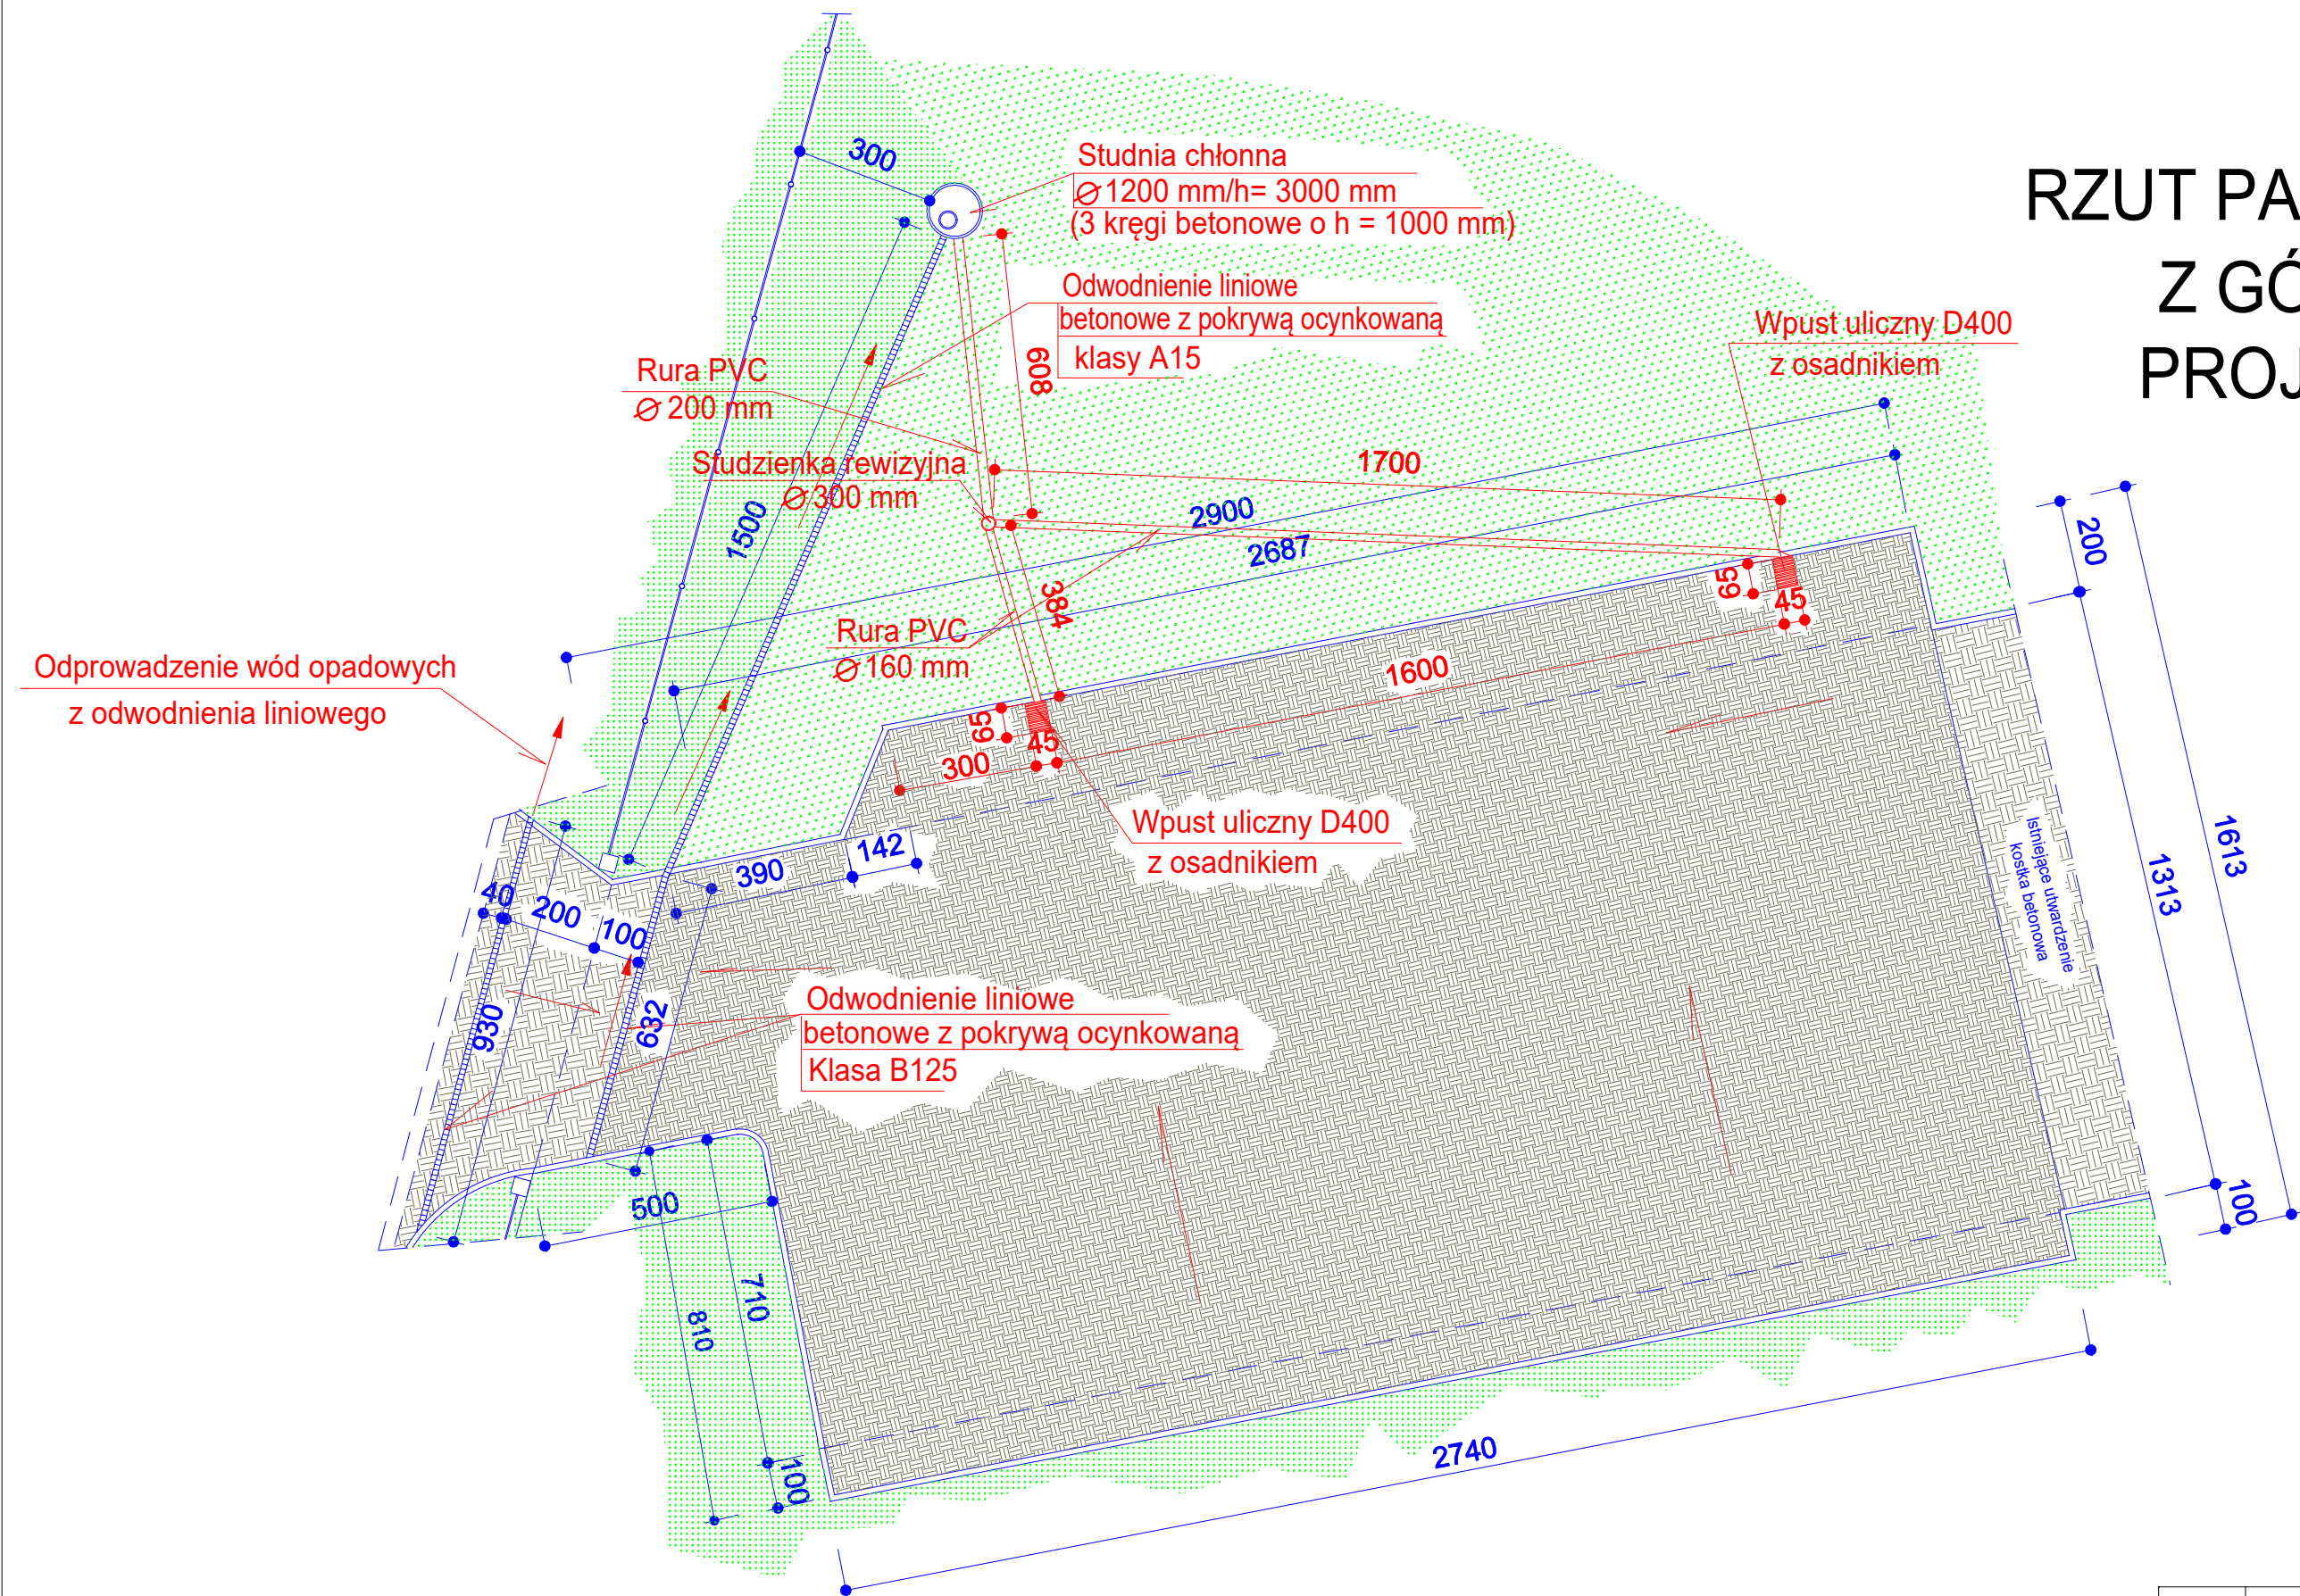 RZUT PA
Z GÓ
PROJ
300
Studnia chłonna
Ø 1200 mm/h= 3000 mm
(3 kręgi betonowe o h = 1000 mm)
Odwodnienie liniowe
betonowe z pokrywą ocynkowaną
klasy A15
608
Wpust uliczny D400
z osadnikiem
Rura PVC
Ø 200 mm
Studzienka rewizyjna
Ø 300 mm
1700
2900
2687
1500
384
200
65
45
Rura PVC
Ø 160 mm
1600
Odprowadzenie wód opadowych
z odwodnienia liniowego
65
45
300
Wpust uliczny D400
z osadnikiem
142
390
40
200
100
Istniejące utwardzenie
kostka betonowa
1313
1613
930
632
Odwodnienie liniowe
betonowe z pokrywą ocynkowaną
Klasa B125
500
100
710
810
100
2740